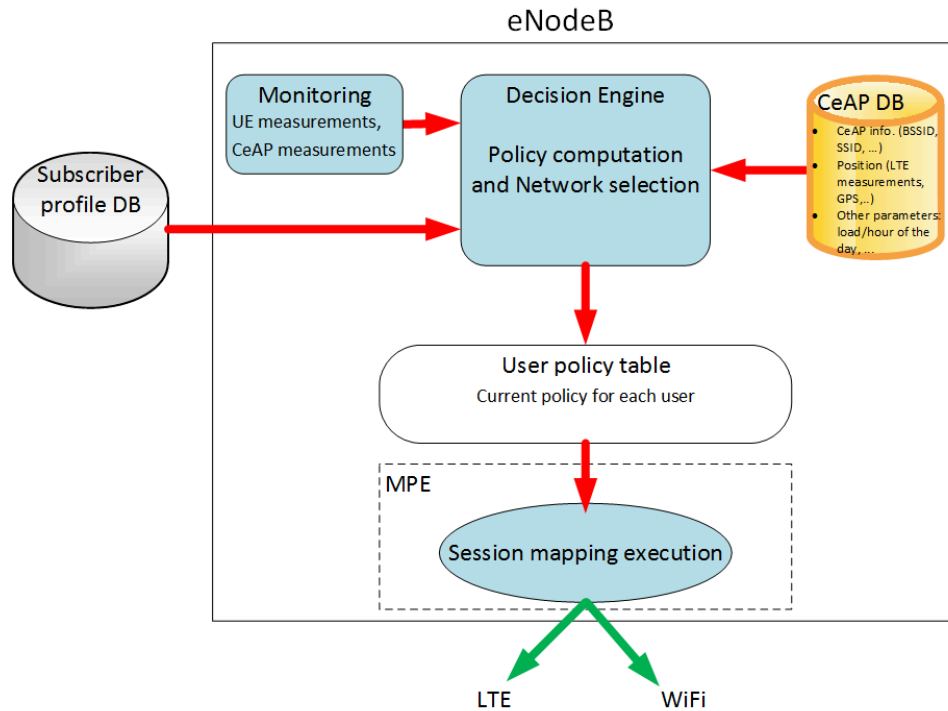 eNodeB
Monitoring
UE measurements,
CeAP measurements
Decision Engine
Policy computation
and Network selection
CeAP DB
• CeAP info. (BSSID,
SSID, ...)
• Position (LTE
measurements,
GPS,..)
• Other parameters:
load/hour of the
day, ...
Subscriber
profile DB
User policy table
Current policy for each user
MPE
Session mapping execution
LTE
WiFi